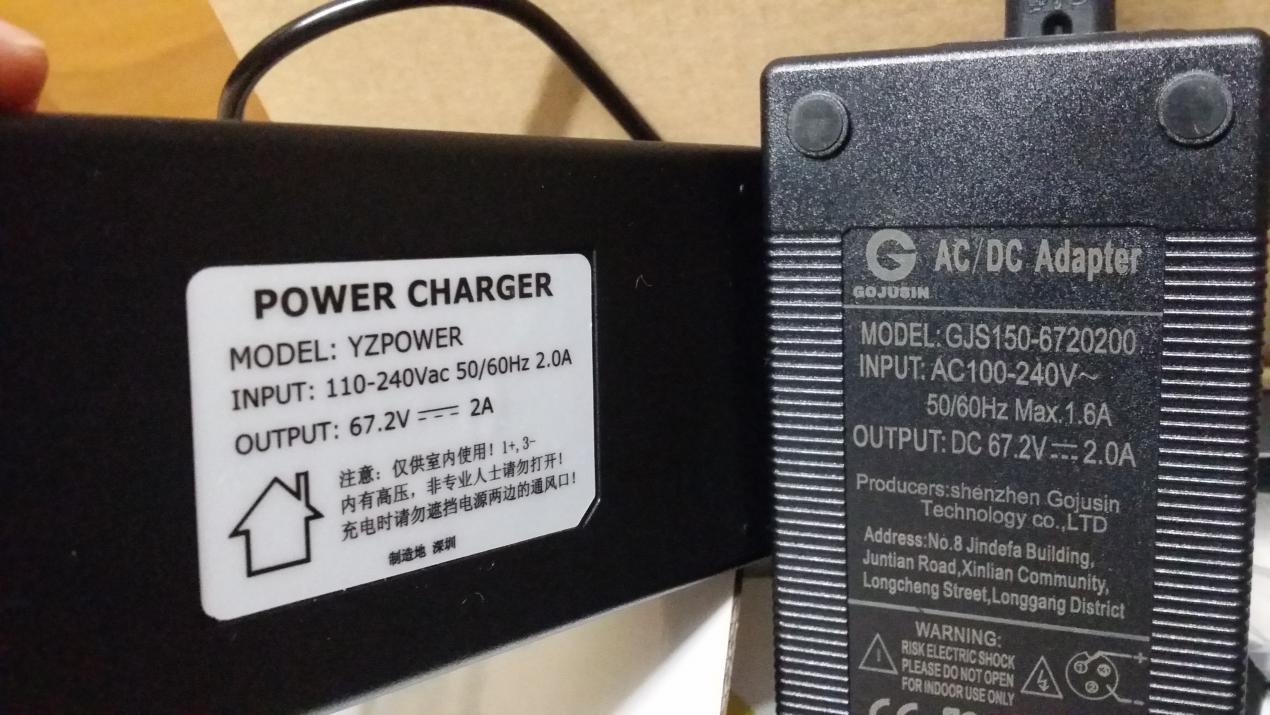 POWER CHARGER
MODEL: YZPOWER
INPUT: 110-240Vac 50/60Hz 2.0A
OUTPUT: 67.2V 2A
注意：仅供室内使用！1+,3-
内有高压，非专业人士请勿打开！
充电时请勿遮挡电源两边的通风口！
制造地 深圳
G
GOJUSIN
AC/DC Adapter
MODEL:GJS150-6720200
INPUT:AC100-240V～
50/60Hz Max.1.6A
OUTPUT:DC 67.2V 2.0A
Producers:shenzhen Gojusin
Technology co.,LTD
Address:No.8 Jindefa Building,
Juntian Road,Xinlian Community,
Longcheng Street,Longgang District
WARNING:
RISK ELECTRIC SHOCK
PLEASE DO NOT OPEN
FOR INDOOR USE ONLY